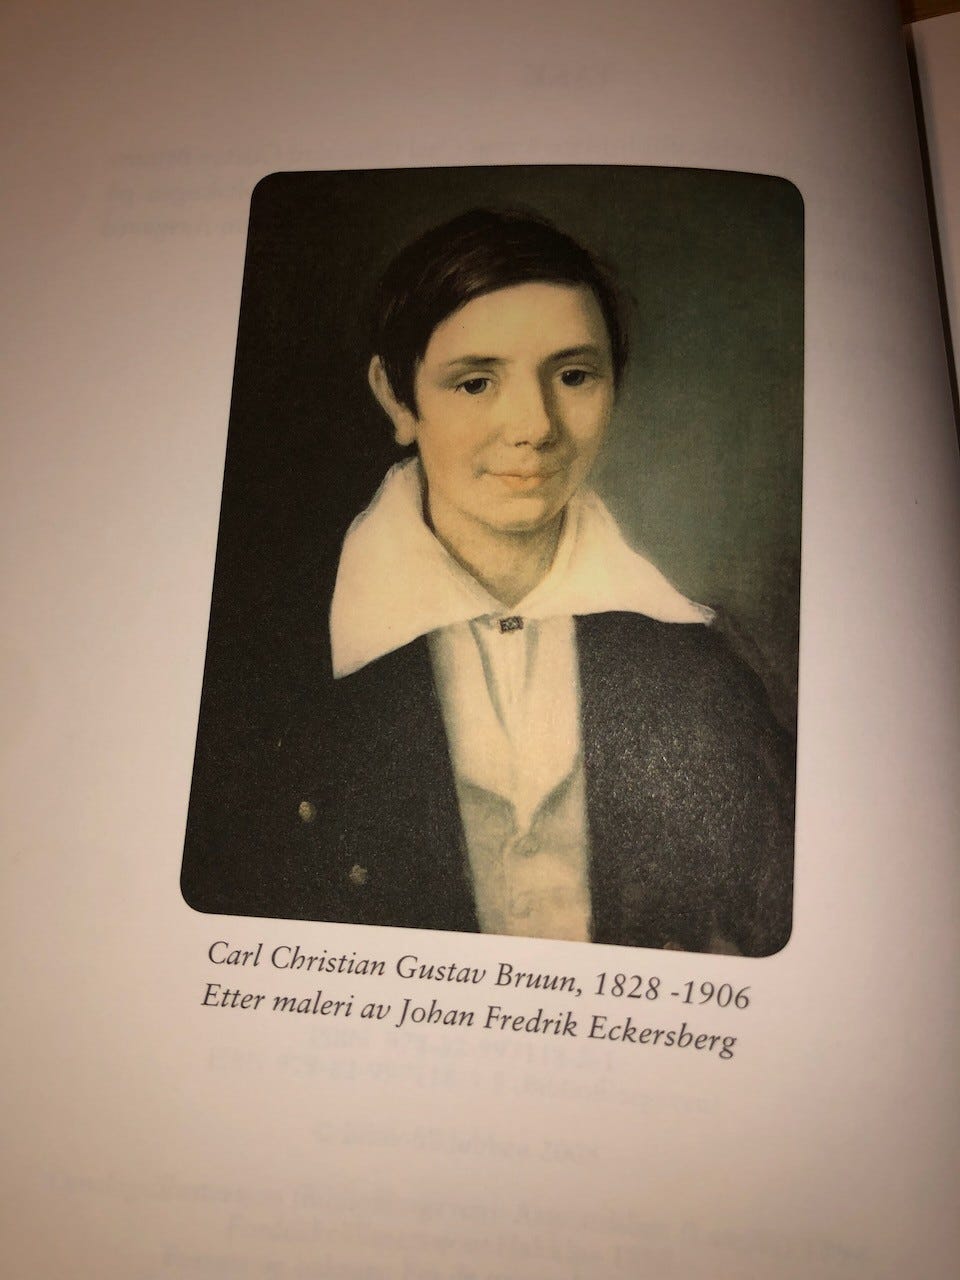 Carl Christian Gustav Bruun, 1828 -1906
Etter maleri av Johan Fredrik Eckersberg